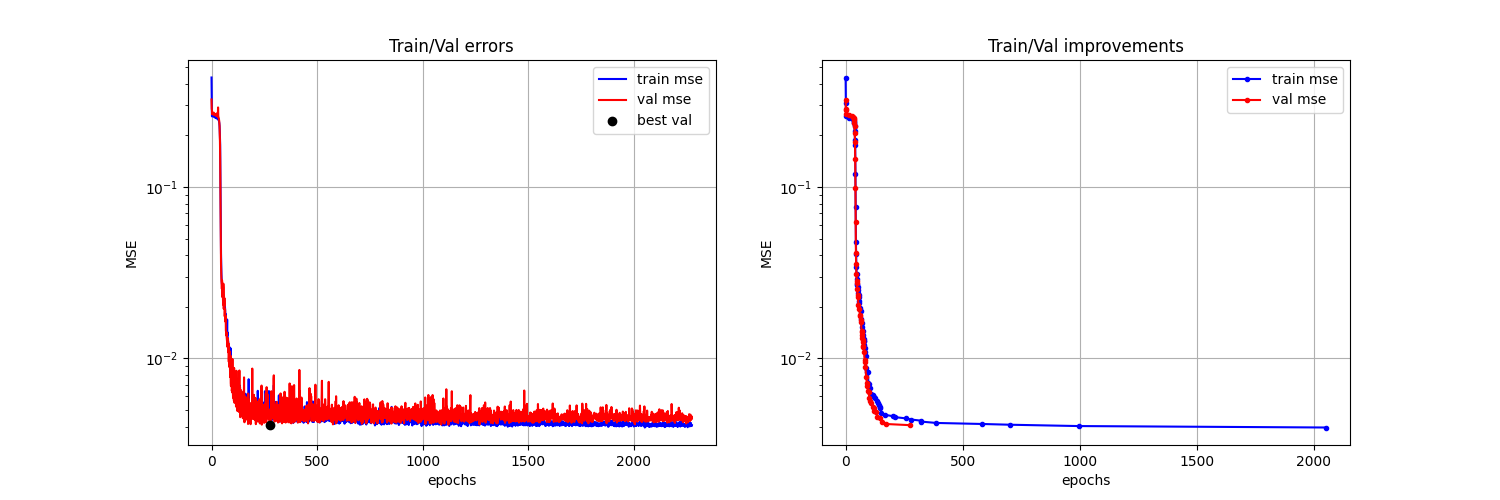 Train/Val errors
MSE
10⁻¹
10⁻²
0 500 1000 1500 2000
epochs
train mse
val mse
best val
Train/Val improvements
MSE
10⁻¹
10⁻²
0 500 1000 1500 2000
epochs
train mse
val mse